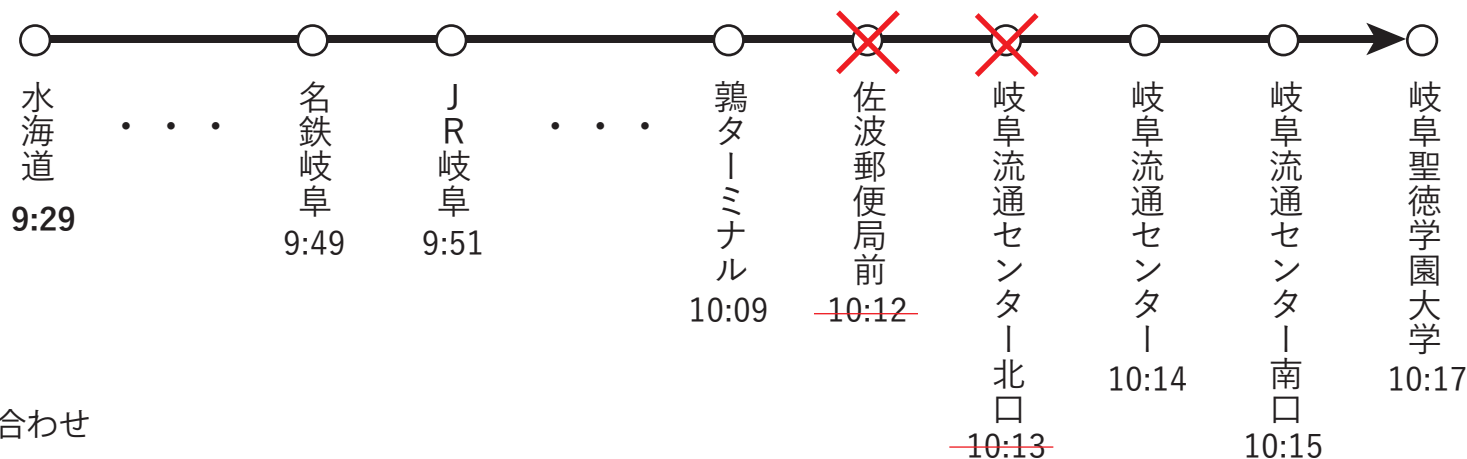 水海道
9:29
・・・
名鉄岐阜
9:49
JR岐阜
9:51
・・・
鶉ターミナル
10:09
佐波郵便局前
10:12
岐阜流通センター北口
10:13
岐阜流通センター
10:14
岐阜流通センター南口
10:15
岐阜聖徳学園大学
10:17
合わせ